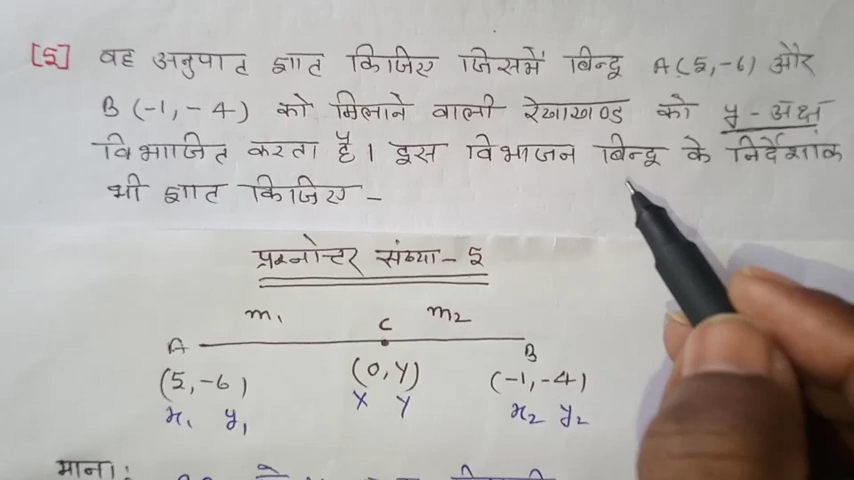 [5] वह अनुपात ज्ञात किजिए जिसमें बिन्दू A(5,-6) और
B (-1, -4) को मिलाने वाली रेखाखण्ड को y - अक्ष
विभाजित करता है। इस विभाजन बिन्दू के निर्देशांक
भी ज्ञात किजिए -
प्रश्नोत्तर संख्या - 5
m₁ C m₂
A B
(5, -6) (0, y) (-1, -4)
x₁ y₁ x y x₂ y₂
माना: